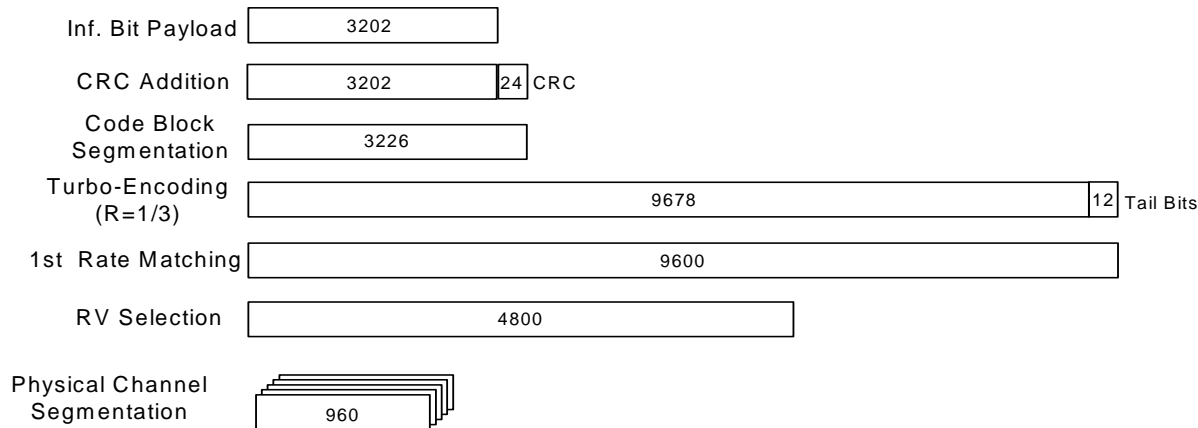 Inf. Bit Payload 3202
CRC Addition 3202 24 CRC
Code Block
Segmentation 3226
Turbo-Encoding
(R=1/3) 9678 12 Tail Bits
1st Rate Matching 9600
RV Selection 4800
Physical Channel
Segmentation 960